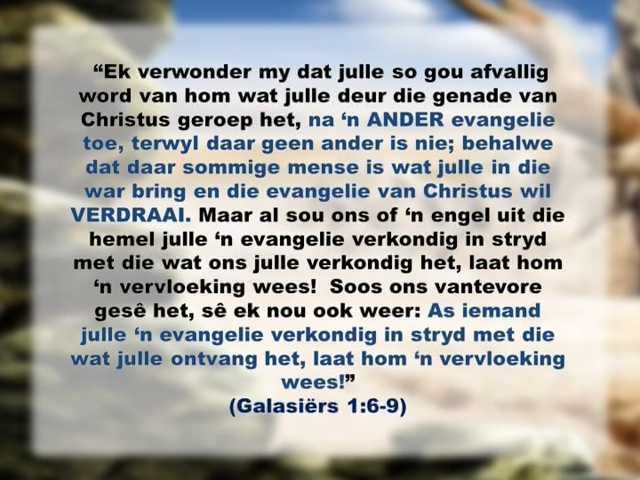 “Ek verwonder my dat julle so gou afvallig
word van hom wat julle deur die genade van
Christus geroep het, na ‘n ANDER evangelie
toe, terwyl daar geen ander is nie; behalwe
dat daar sommige mense is wat julle in die
war bring en die evangelie van Christus wil
VERDRAAI. Maar al sou ons of ‘n engel uit die
hemel julle ‘n evangelie verkondig in stryd
met die wat ons julle verkondig het, laat hom
‘n vervloeking wees!  Soos ons vantevore
gesê het, sê ek nou ook weer: As iemand
julle ‘n evangelie verkondig in stryd met die
wat julle ontvang het, laat hom ‘n vervloeking
wees!”
(Galasiërs 1:6-9)